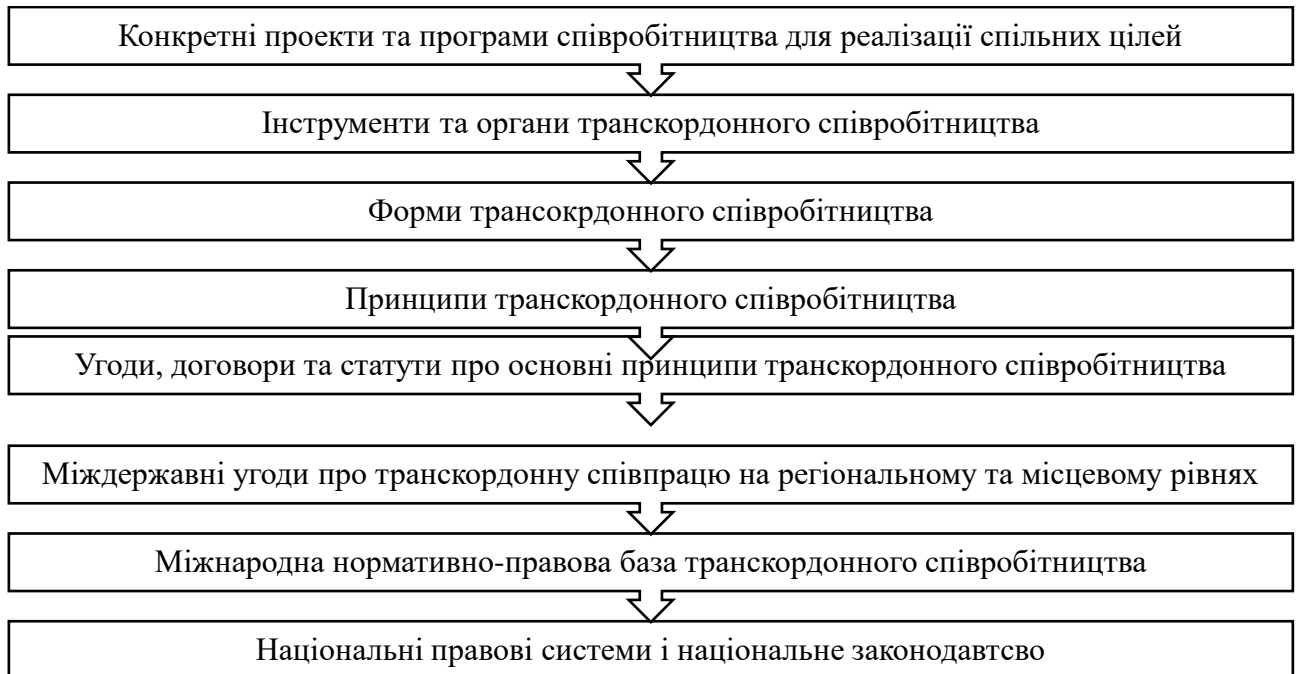 Конкретні проекти та програми співробітництва для реалізації спільних цілей
Інструменти та органи транскордонного співробітництва
Форми трансокрдонного співробітництва
Принципи транскордонного співробітництва
Угоди, договори та статути про основні принципи транскордонного співробітництва
Міждержавні угоди про транскордонну співпрацю на регіональному та місцевому рівнях
Міжнародна нормативно-правова база транскордонного співробітництва
Національні правові системи і національне законодавтсво